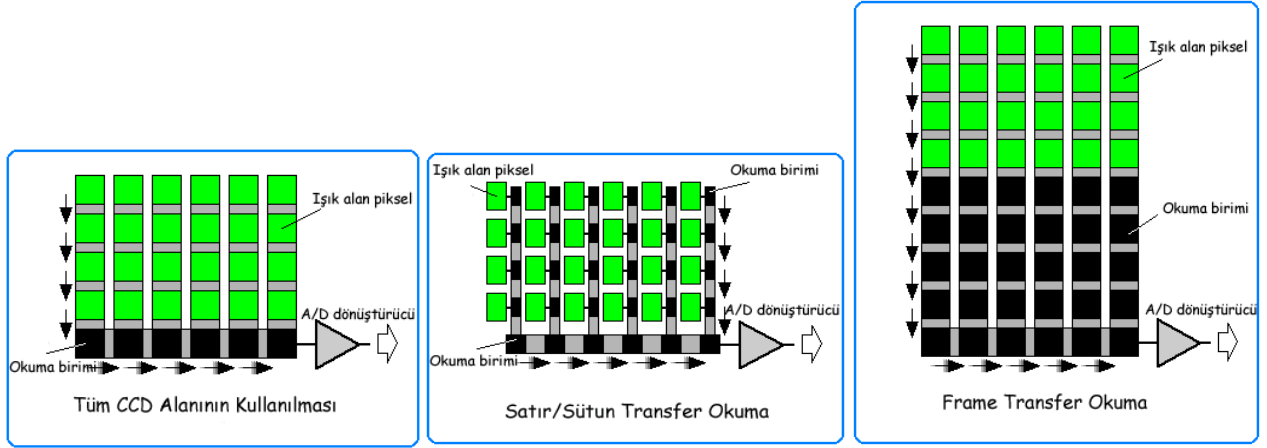 Işık alan piksel
A/D dönüştürücü
Okuma birimi
Tüm CCD Alanının Kullanılması
Işık alan piksel
Okuma birimi
A/D dönüştürücü
Okuma birimi
Satır/Sütun Transfer Okuma
Işık alan piksel
Okuma birimi
A/D dönüştürücü
Frame Transfer Okuma